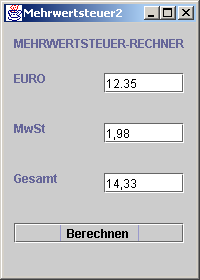 Mehrwertsteuer2
MEHRWERTSTEUER-RECHNER
EURO 12.35
MwSt 1,98
Gesamt 14,33
Berechnen